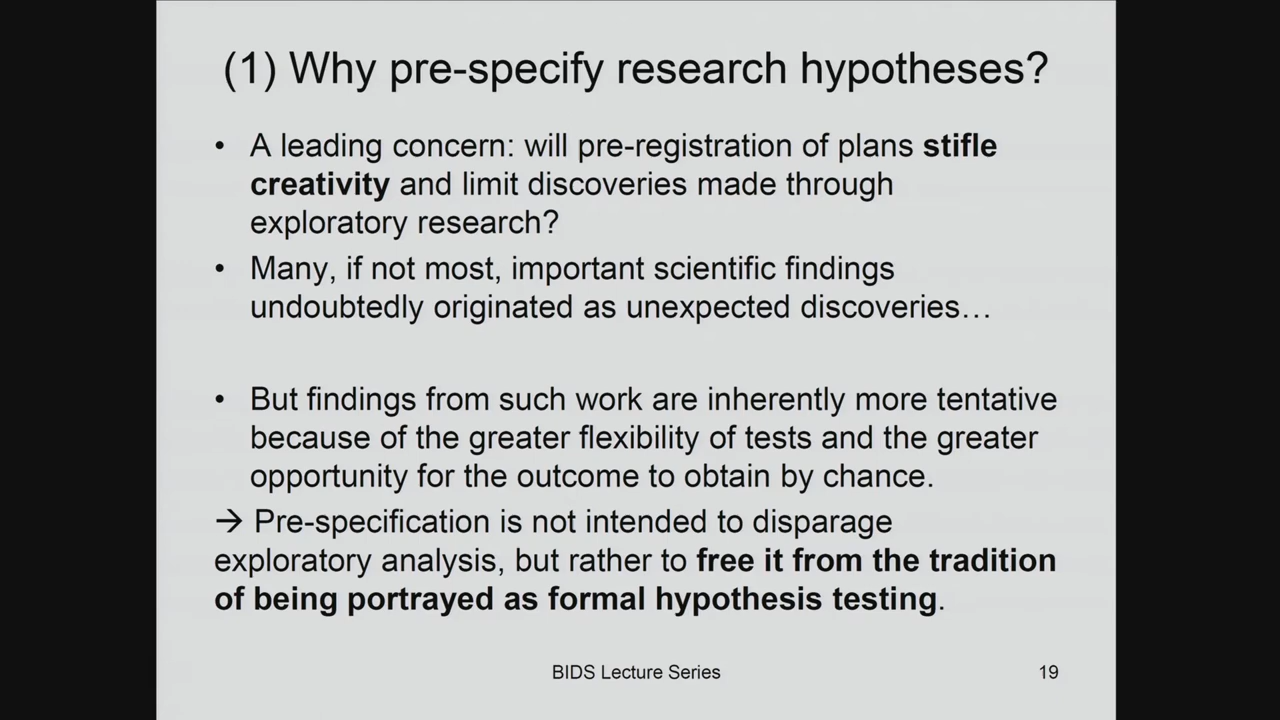 (1) Why pre-specify research hypotheses?
• A leading concern: will pre-registration of plans stifle
creativity and limit discoveries made through
exploratory research?
• Many, if not most, important scientific findings
undoubtedly originated as unexpected discoveries…
• But findings from such work are inherently more tentative
because of the greater flexibility of tests and the greater
opportunity for the outcome to obtain by chance.
→ Pre-specification is not intended to disparage
exploratory analysis, but rather to free it from the tradition
of being portrayed as formal hypothesis testing.
BIDS Lecture Series
19